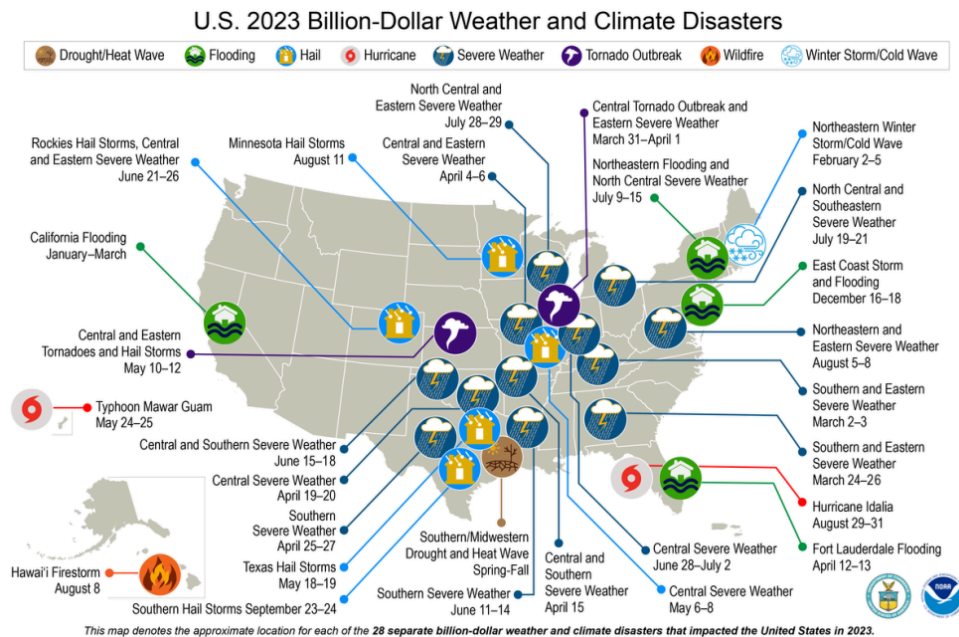 U.S. 2023 Billion-Dollar Weather and Climate Disasters
Drought/Heat Wave
Flooding
Hail
Hurricane
Severe Weather
Tornado Outbreak
Wildfire
Winter Storm/Cold Wave
North Central and
Eastern Severe Weather
July 28–29
Central Tornado Outbreak and
Eastern Severe Weather
March 31–April 1
Northeastern Winter
Storm/Cold Wave
February 2–5
Rockies Hail Storms, Central
and Eastern Severe Weather
June 21–26
Minnesota Hail Storms
August 11
Central and Eastern
Severe Weather
April 4–6
Northeastern Flooding and
North Central Severe Weather
July 9–15
North Central and
Southeastern
Severe Weather
July 19–21
California Flooding
January–March
East Coast Storm
and Flooding
December 16–18
Central and Eastern
Tornadoes and Hail Storms
May 10–12
Northeastern and
Eastern Severe Weather
August 5–8
Typhoon Mawar Guam
May 24–25
Southern and Eastern
Severe Weather
March 2–3
Central and Southern Severe Weather
June 15–18
Southern and Eastern
Severe Weather
March 24–26
Central Severe Weather
April 19–20
Hurricane Idalia
August 29–31
Southern
Severe Weather
April 25–27
Southern/Midwestern
Drought and Heat Wave
Spring-Fall
Central and
Southern
Severe Weather
April 15
Central Severe Weather
June 28–July 2
Fort Lauderdale Flooding
April 12–13
Hawai'i Firestorm
August 8
Texas Hail Storms
May 18–19
Southern Severe Weather
June 11–14
Central Severe Weather
May 6–8
Southern Hail Storms September 23–24
NOAA
This map denotes the approximate location for each of the 28 separate billion-dollar weather and climate disasters that impacted the United States in 2023.